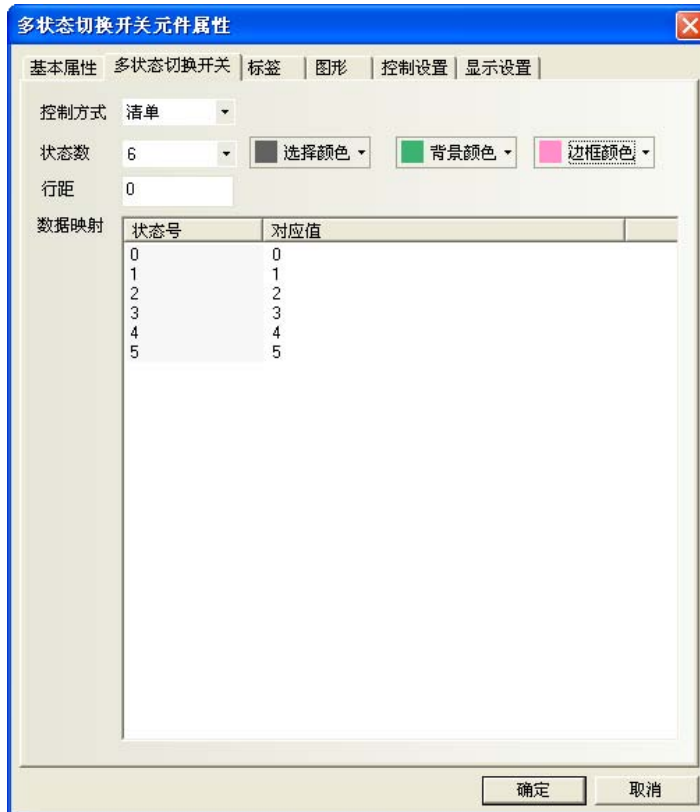 多状态切换开关元件属性
基本属性 多状态切换开关 标签 图形 控制设置 显示设置
控制方式 清单
状态数 6 选择颜色 背景颜色 边框颜色
行距 0
数据映射 状态号 对应值
0 0
1 1
2 2
3 3
4 4
5 5
确定 取消